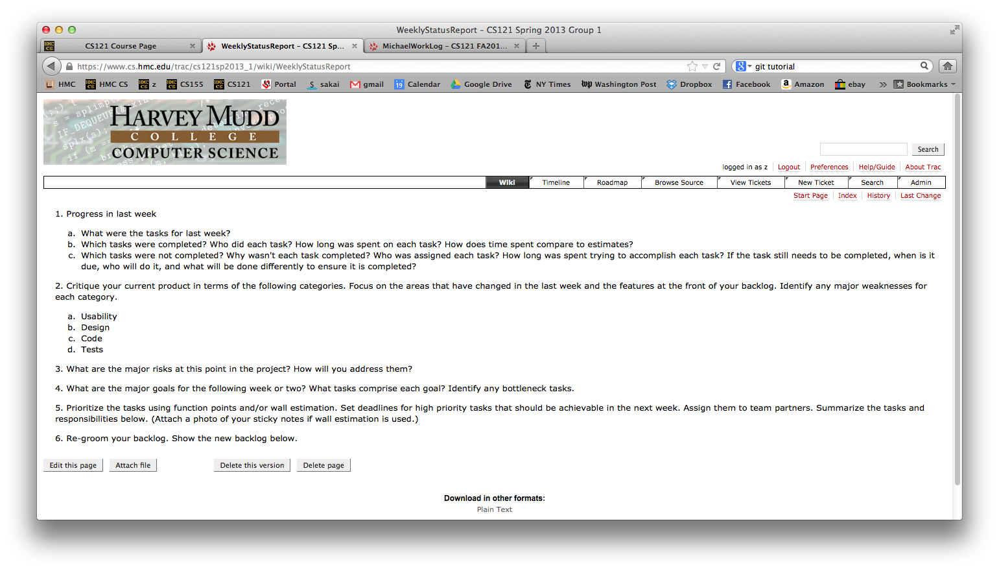 WeeklyStatusReport - CS121 Spring 2013 Group 1
CS121 Course Page
WeeklyStatusReport - CS121 Sp...
MichaelWorkLog - CS121 FA201...
https://www.cs.hmc.edu/trac/cs121sp2013_1/wiki/WeeklyStatusReport
git tutorial
HMC
HMC CS
z
CS155
CS121
Portal
sakai
gmail
Calendar
Google Drive
NY Times
Washington Post
Dropbox
Facebook
Amazon
ebay
Bookmarks
HARVEY MUDD
COLLEGE
COMPUTER SCIENCE
Search
logged in as z
Logout
Preferences
Help/Guide
About Trac
Wiki
Timeline
Roadmap
Browse Source
View Tickets
New Ticket
Search
Admin
Start Page
Index
History
Last Change
1. Progress in last week
a. What were the tasks for last week?
b. Which tasks were completed? Who did each task? How long was spent on each task? How does time spent compare to estimates?
c. Which tasks were not completed? Why wasn't each task completed? Who was assigned each task? How long was spent trying to accomplish each task? If the task still needs to be completed, when is it
due, who will do it, and what will be done differently to ensure it is completed?
2. Critique your current product in terms of the following categories. Focus on the areas that have changed in the last week and the features at the front of your backlog. Identify any major weaknesses for
each category.
a. Usability
b. Design
c. Code
d. Tests
3. What are the major risks at this point in the project? How will you address them?
4. What are the major goals for the following week or two? What tasks comprise each goal? Identify any bottleneck tasks.
5. Prioritize the tasks using function points and/or wall estimation. Set deadlines for high priority tasks that should be achievable in the next week. Assign them to team partners. Summarize the tasks and
responsibilities below. (Attach a photo of your sticky notes if wall estimation is used.)
6. Re-groom your backlog. Show the new backlog below.
Edit this page
Attach file
Delete this version
Delete page
Download in other formats:
Plain Text